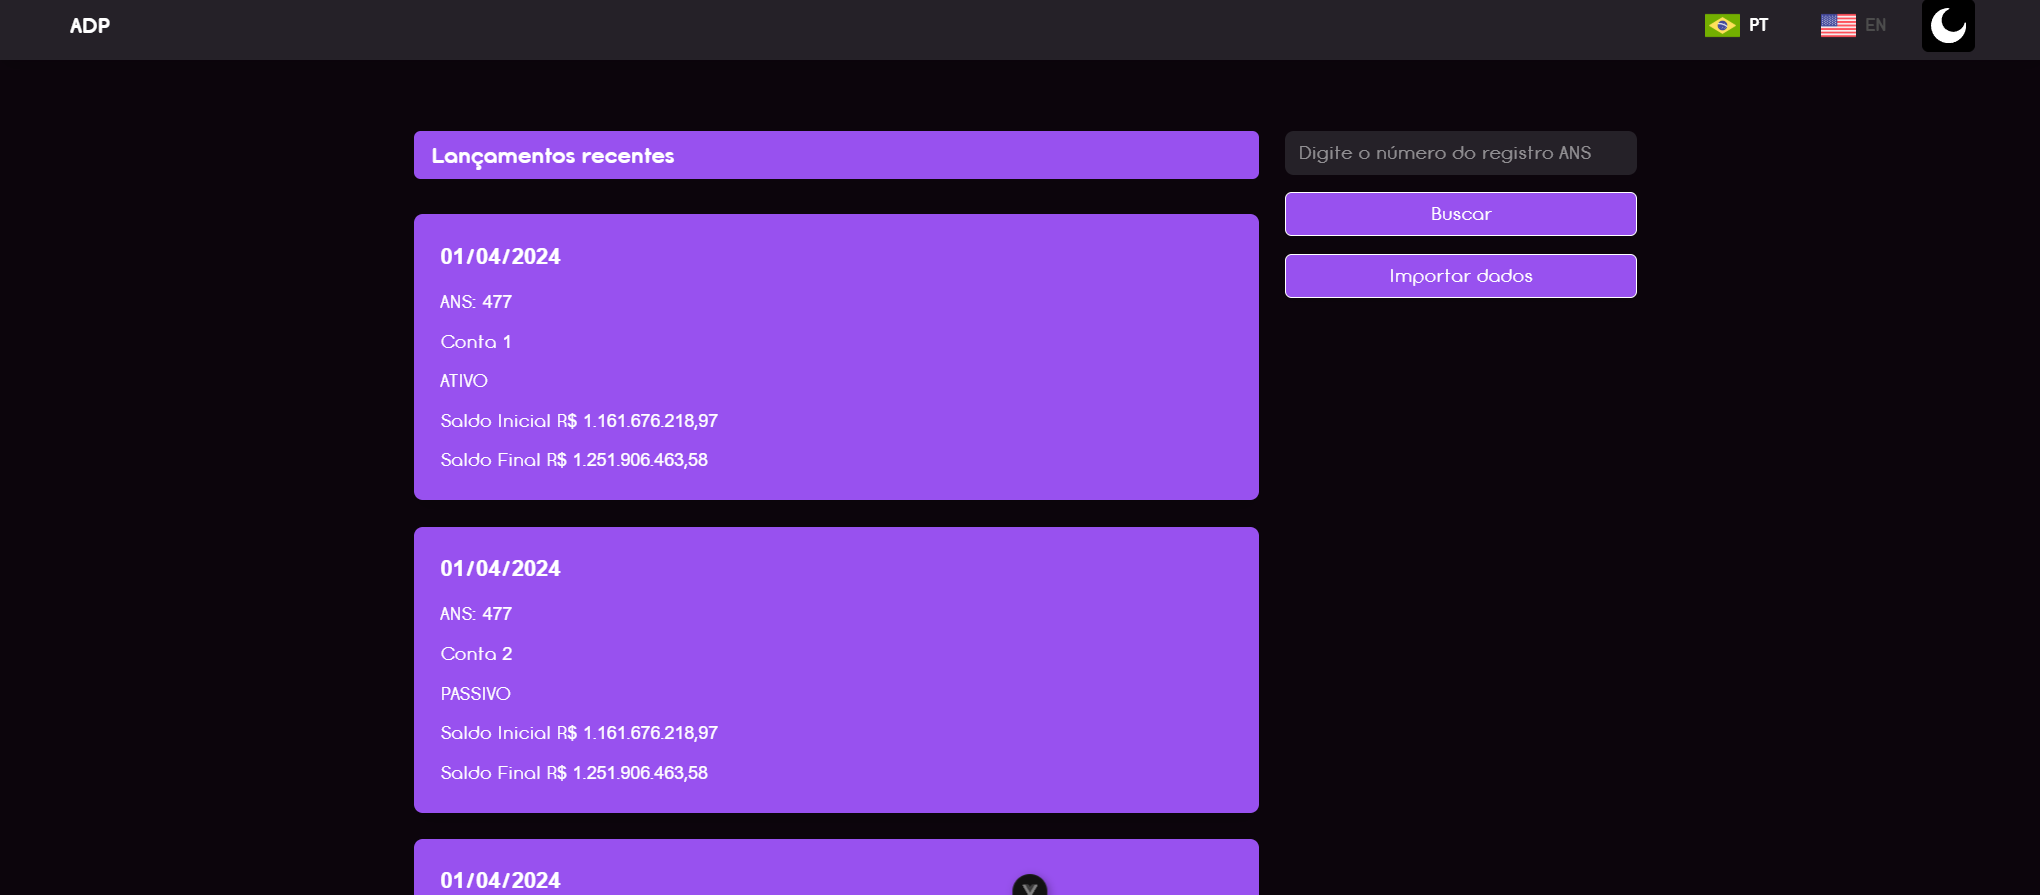 ADP
PT
EN
Lançamentos recentes
Digite o número do registro ANS
Buscar
Importar dados
01/04/2024
ANS: 477
Conta 1
ATIVO
Saldo Inicial R$ 1.161.676.218,97
Saldo Final R$ 1.251.906.463,58
01/04/2024
ANS: 477
Conta 2
PASSIVO
Saldo Inicial R$ 1.161.676.218,97
Saldo Final R$ 1.251.906.463,58
01/04/2024